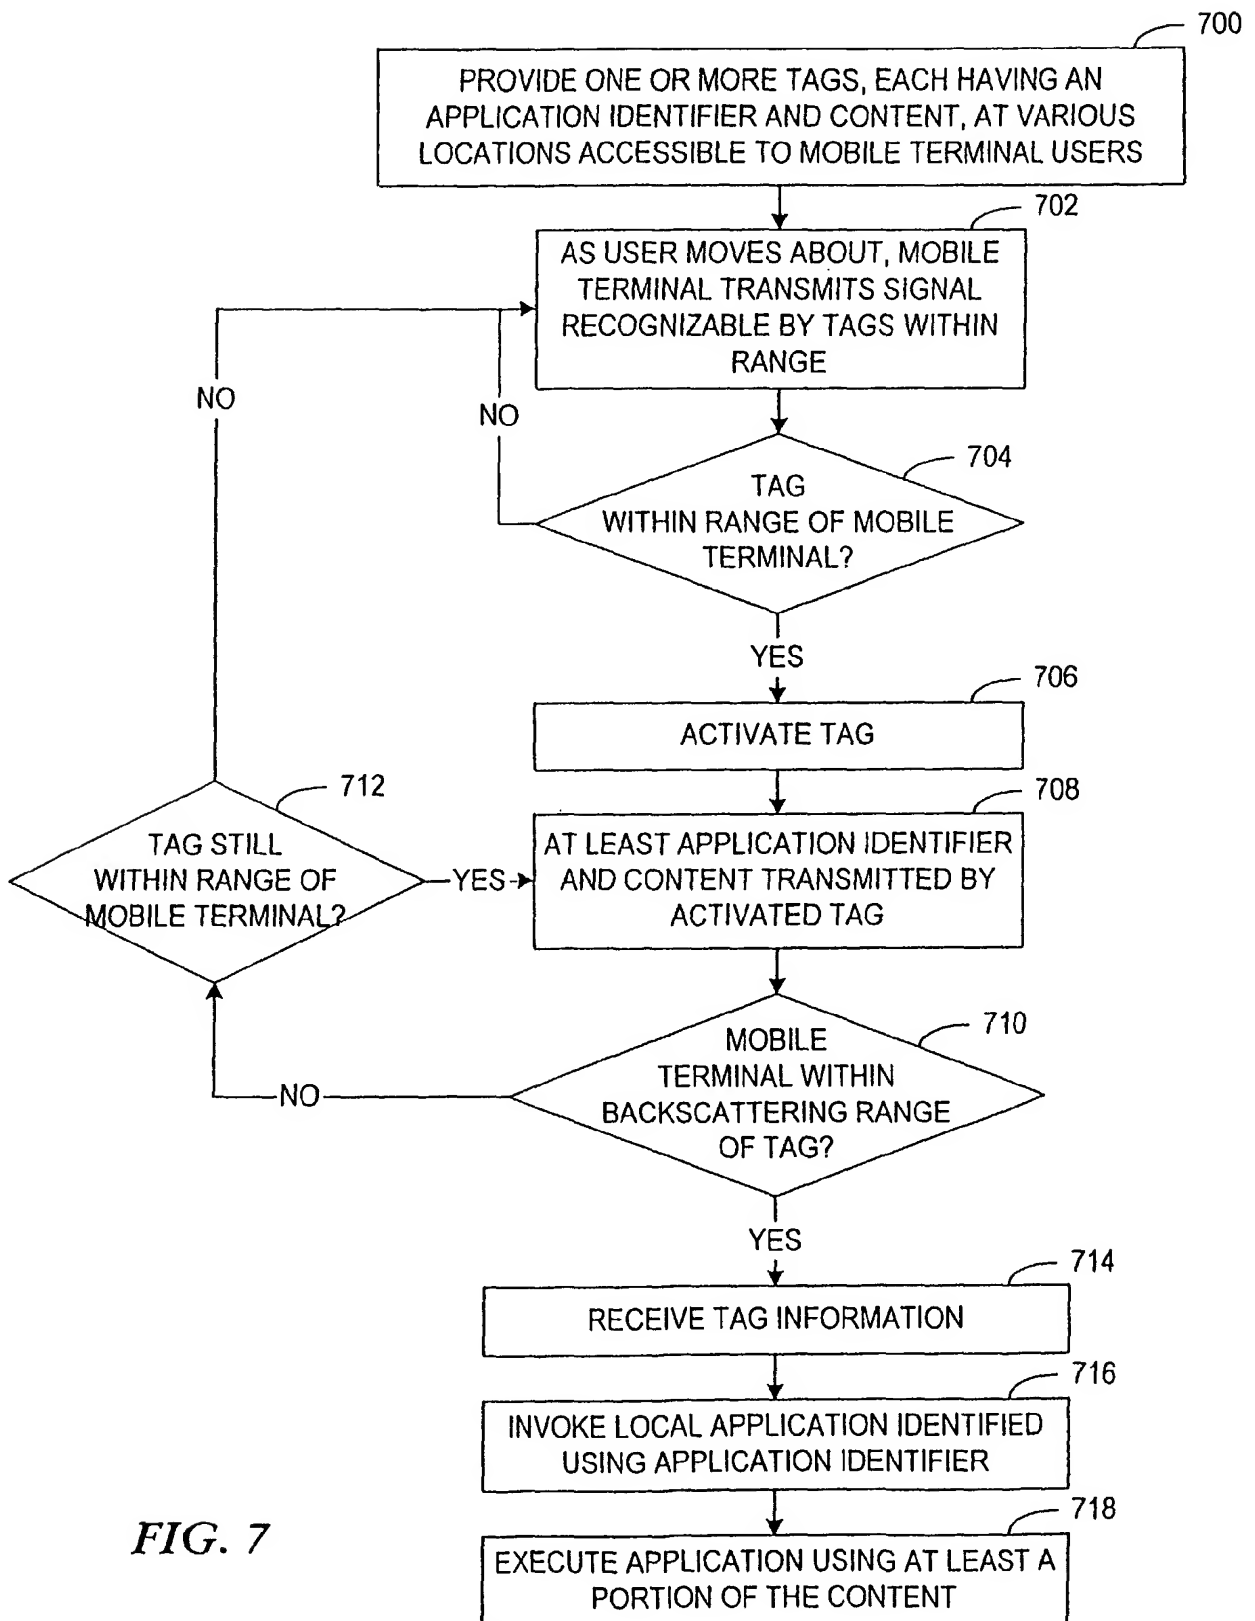 700
PROVIDE ONE OR MORE TAGS, EACH HAVING AN
APPLICATION IDENTIFIER AND CONTENT, AT VARIOUS
LOCATIONS ACCESSIBLE TO MOBILE TERMINAL USERS
702
AS USER MOVES ABOUT, MOBILE
TERMINAL TRANSMITS SIGNAL
RECOGNIZABLE BY TAGS WITHIN
RANGE
NO
NO
704
TAG
WITHIN RANGE OF MOBILE
TERMINAL?
YES
706
ACTIVATE TAG
712
TAG STILL
WITHIN RANGE OF
MOBILE TERMINAL?
YES
708
AT LEAST APPLICATION IDENTIFIER
AND CONTENT TRANSMITTED BY
ACTIVATED TAG
710
MOBILE
TERMINAL WITHIN
BACKSCATTERING RANGE
OF TAG?
NO
YES
714
RECEIVE TAG INFORMATION
716
INVOKE LOCAL APPLICATION IDENTIFIED
USING APPLICATION IDENTIFIER
718
EXECUTE APPLICATION USING AT LEAST A
PORTION OF THE CONTENT
FIG. 7